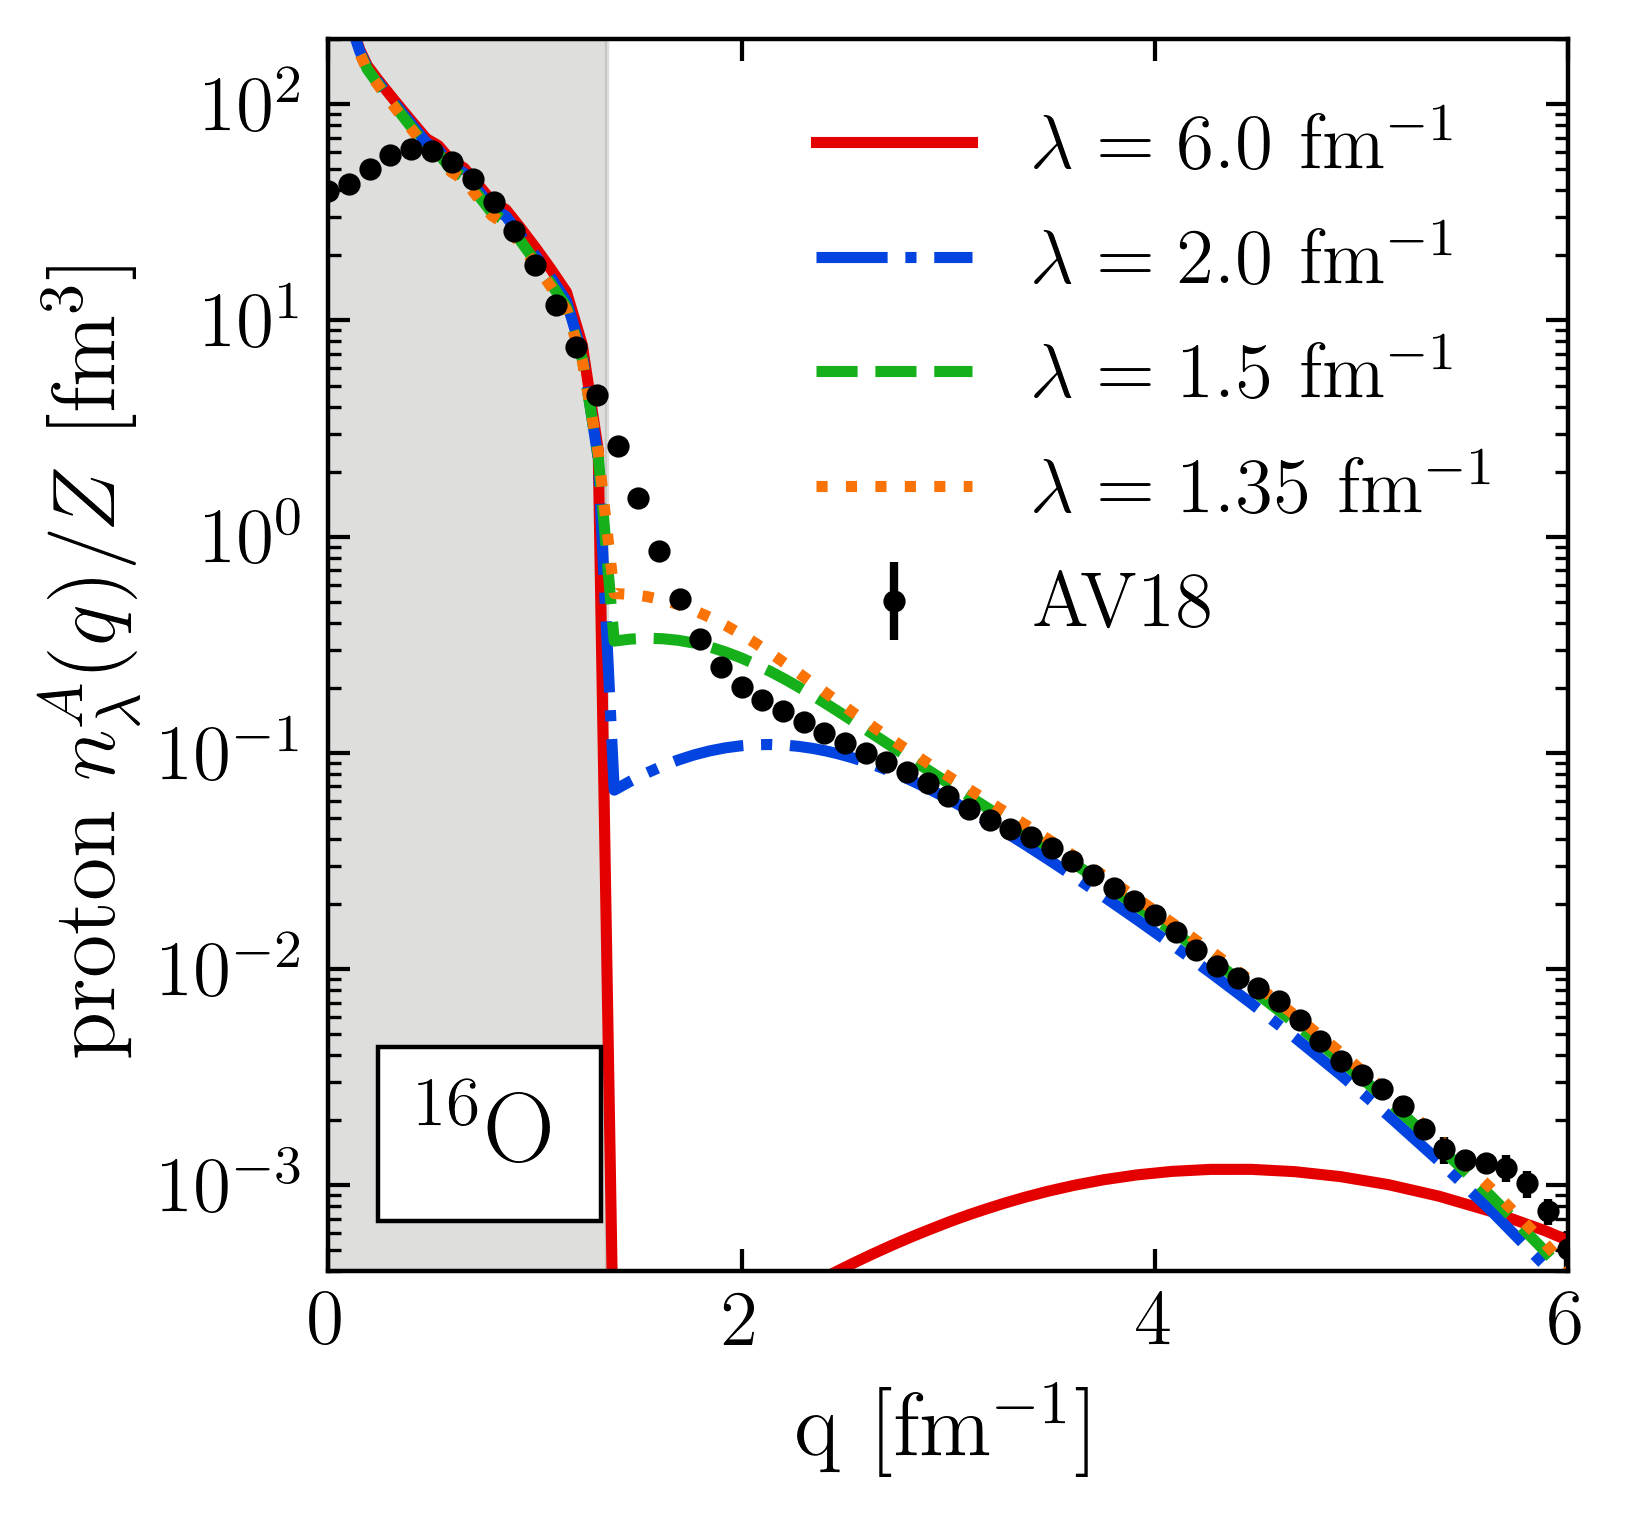 proton n_λ^A(q)/Z [fm³]
10²
10¹
10⁰
10⁻¹
10⁻²
10⁻³
λ = 6.0 fm⁻¹
λ = 2.0 fm⁻¹
λ = 1.5 fm⁻¹
λ = 1.35 fm⁻¹
AV18
¹⁶O
0 2 4 6
q [fm⁻¹]